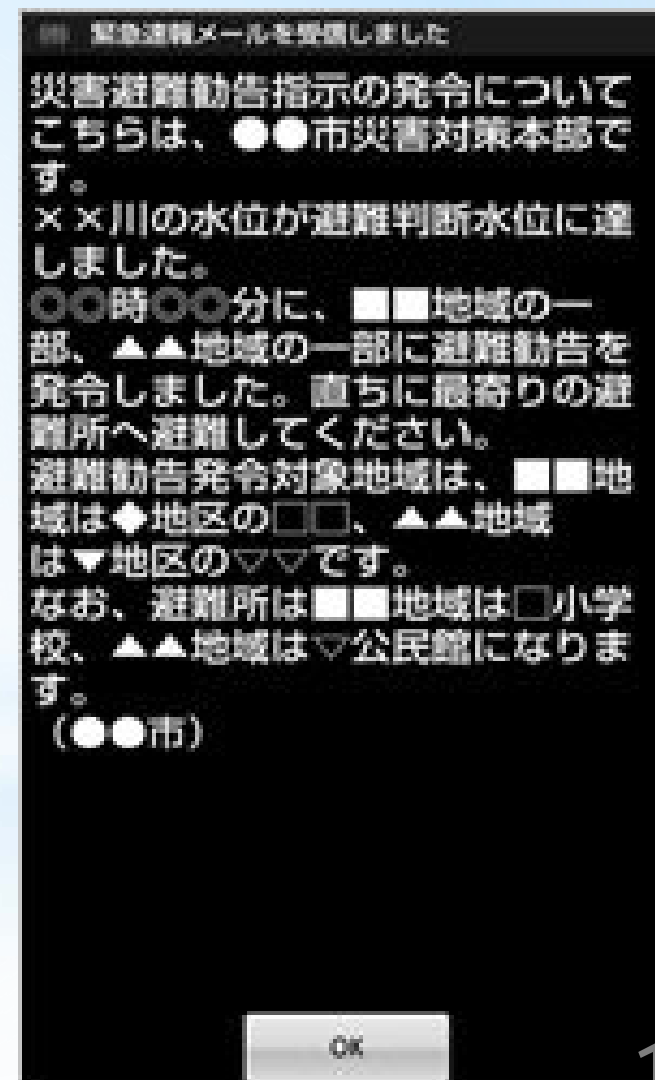 緊急速報メールを受信しました
災害避難勧告指示の発令について
こちらは、●●市災害対策本部で
す。
××川の水位が避難判断水位に達
しました。
◎◎時◎◎分に、■■地域の一
部、▲▲地域の一部に避難勧告を
発令しました。直ちに最寄りの避
難所へ避難してください。
避難勧告発令対象地域は、■■地
域は◆地区の□□、▲▲地域
は▼地区の▽▽です。
なお、避難所は■■地域は□小学
校、▲▲地域は▽公民館になりま
す。
(●●市)
OK